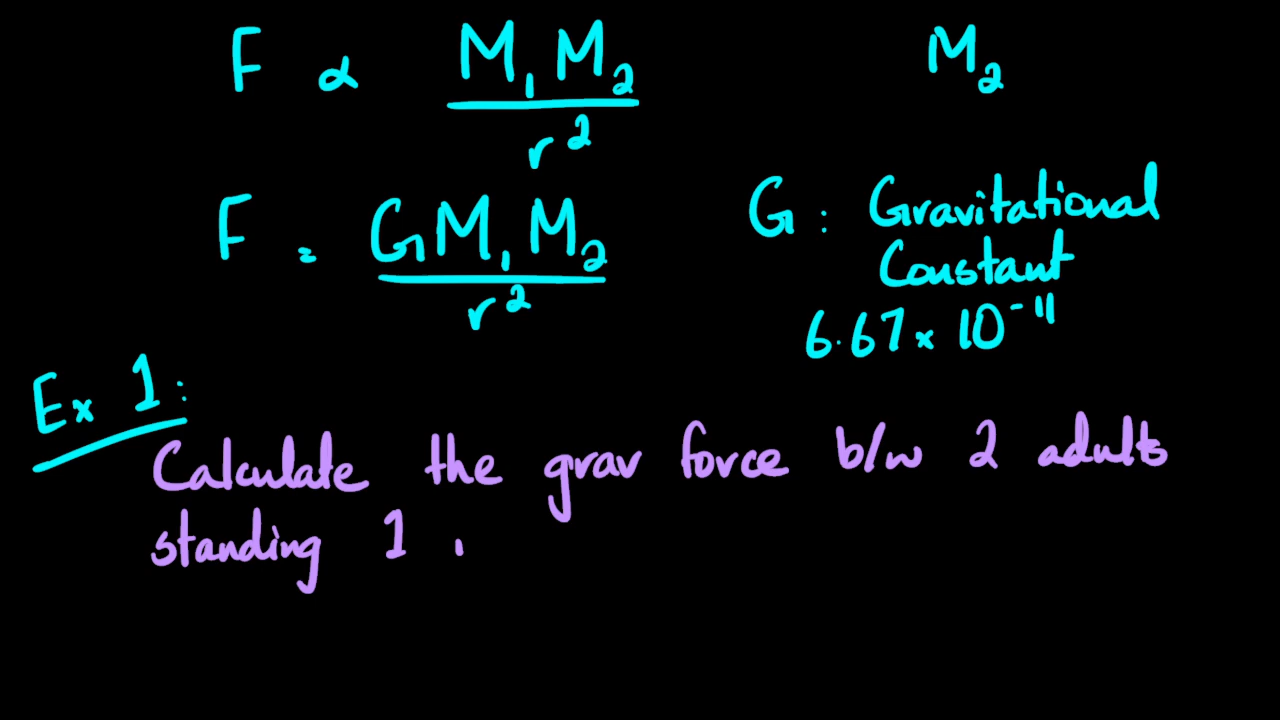 F α M₁M₂ / r²
M₂
F = GM₁M₂ / r²
G : Gravitational
Constant
6.67 x 10⁻¹¹
Ex 1:
Calculate the grav force b/w 2 adults
standing 1